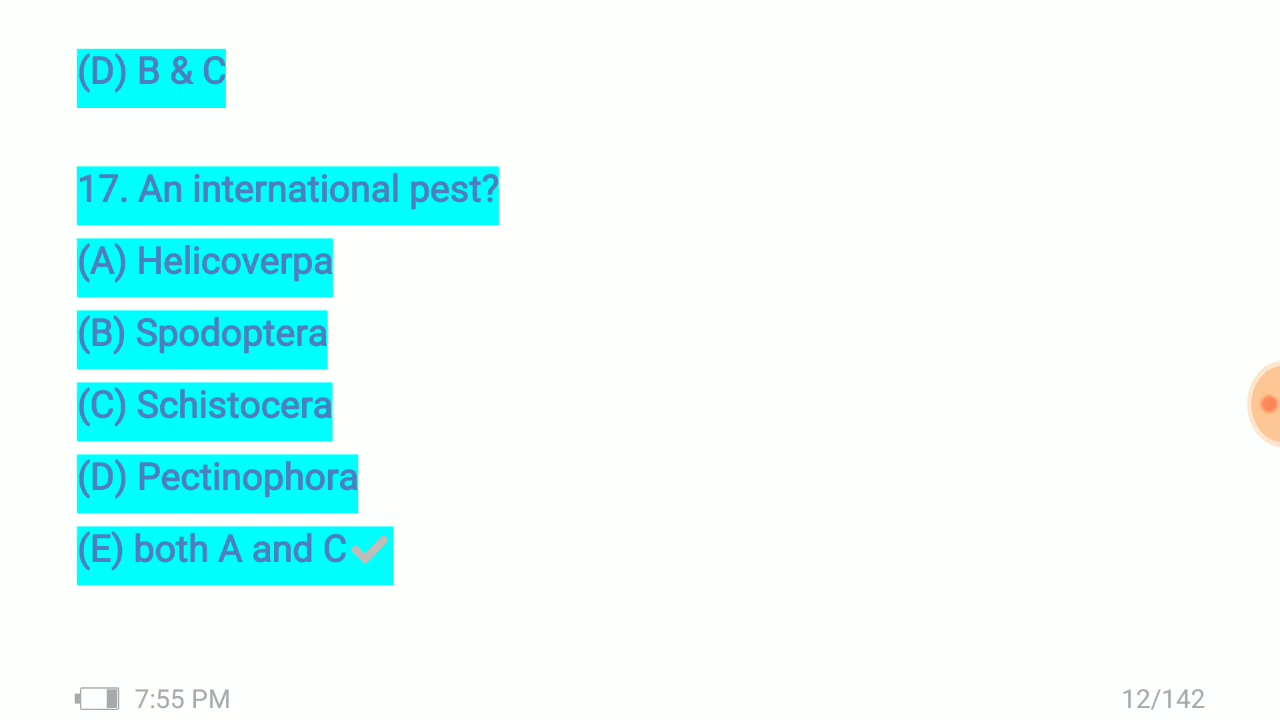 (D) B & C
17. An international pest?
(A) Helicoverpa
(B) Spodoptera
(C) Schistocera
(D) Pectinophora
(E) both A and C✔
7:55 PM
12/142